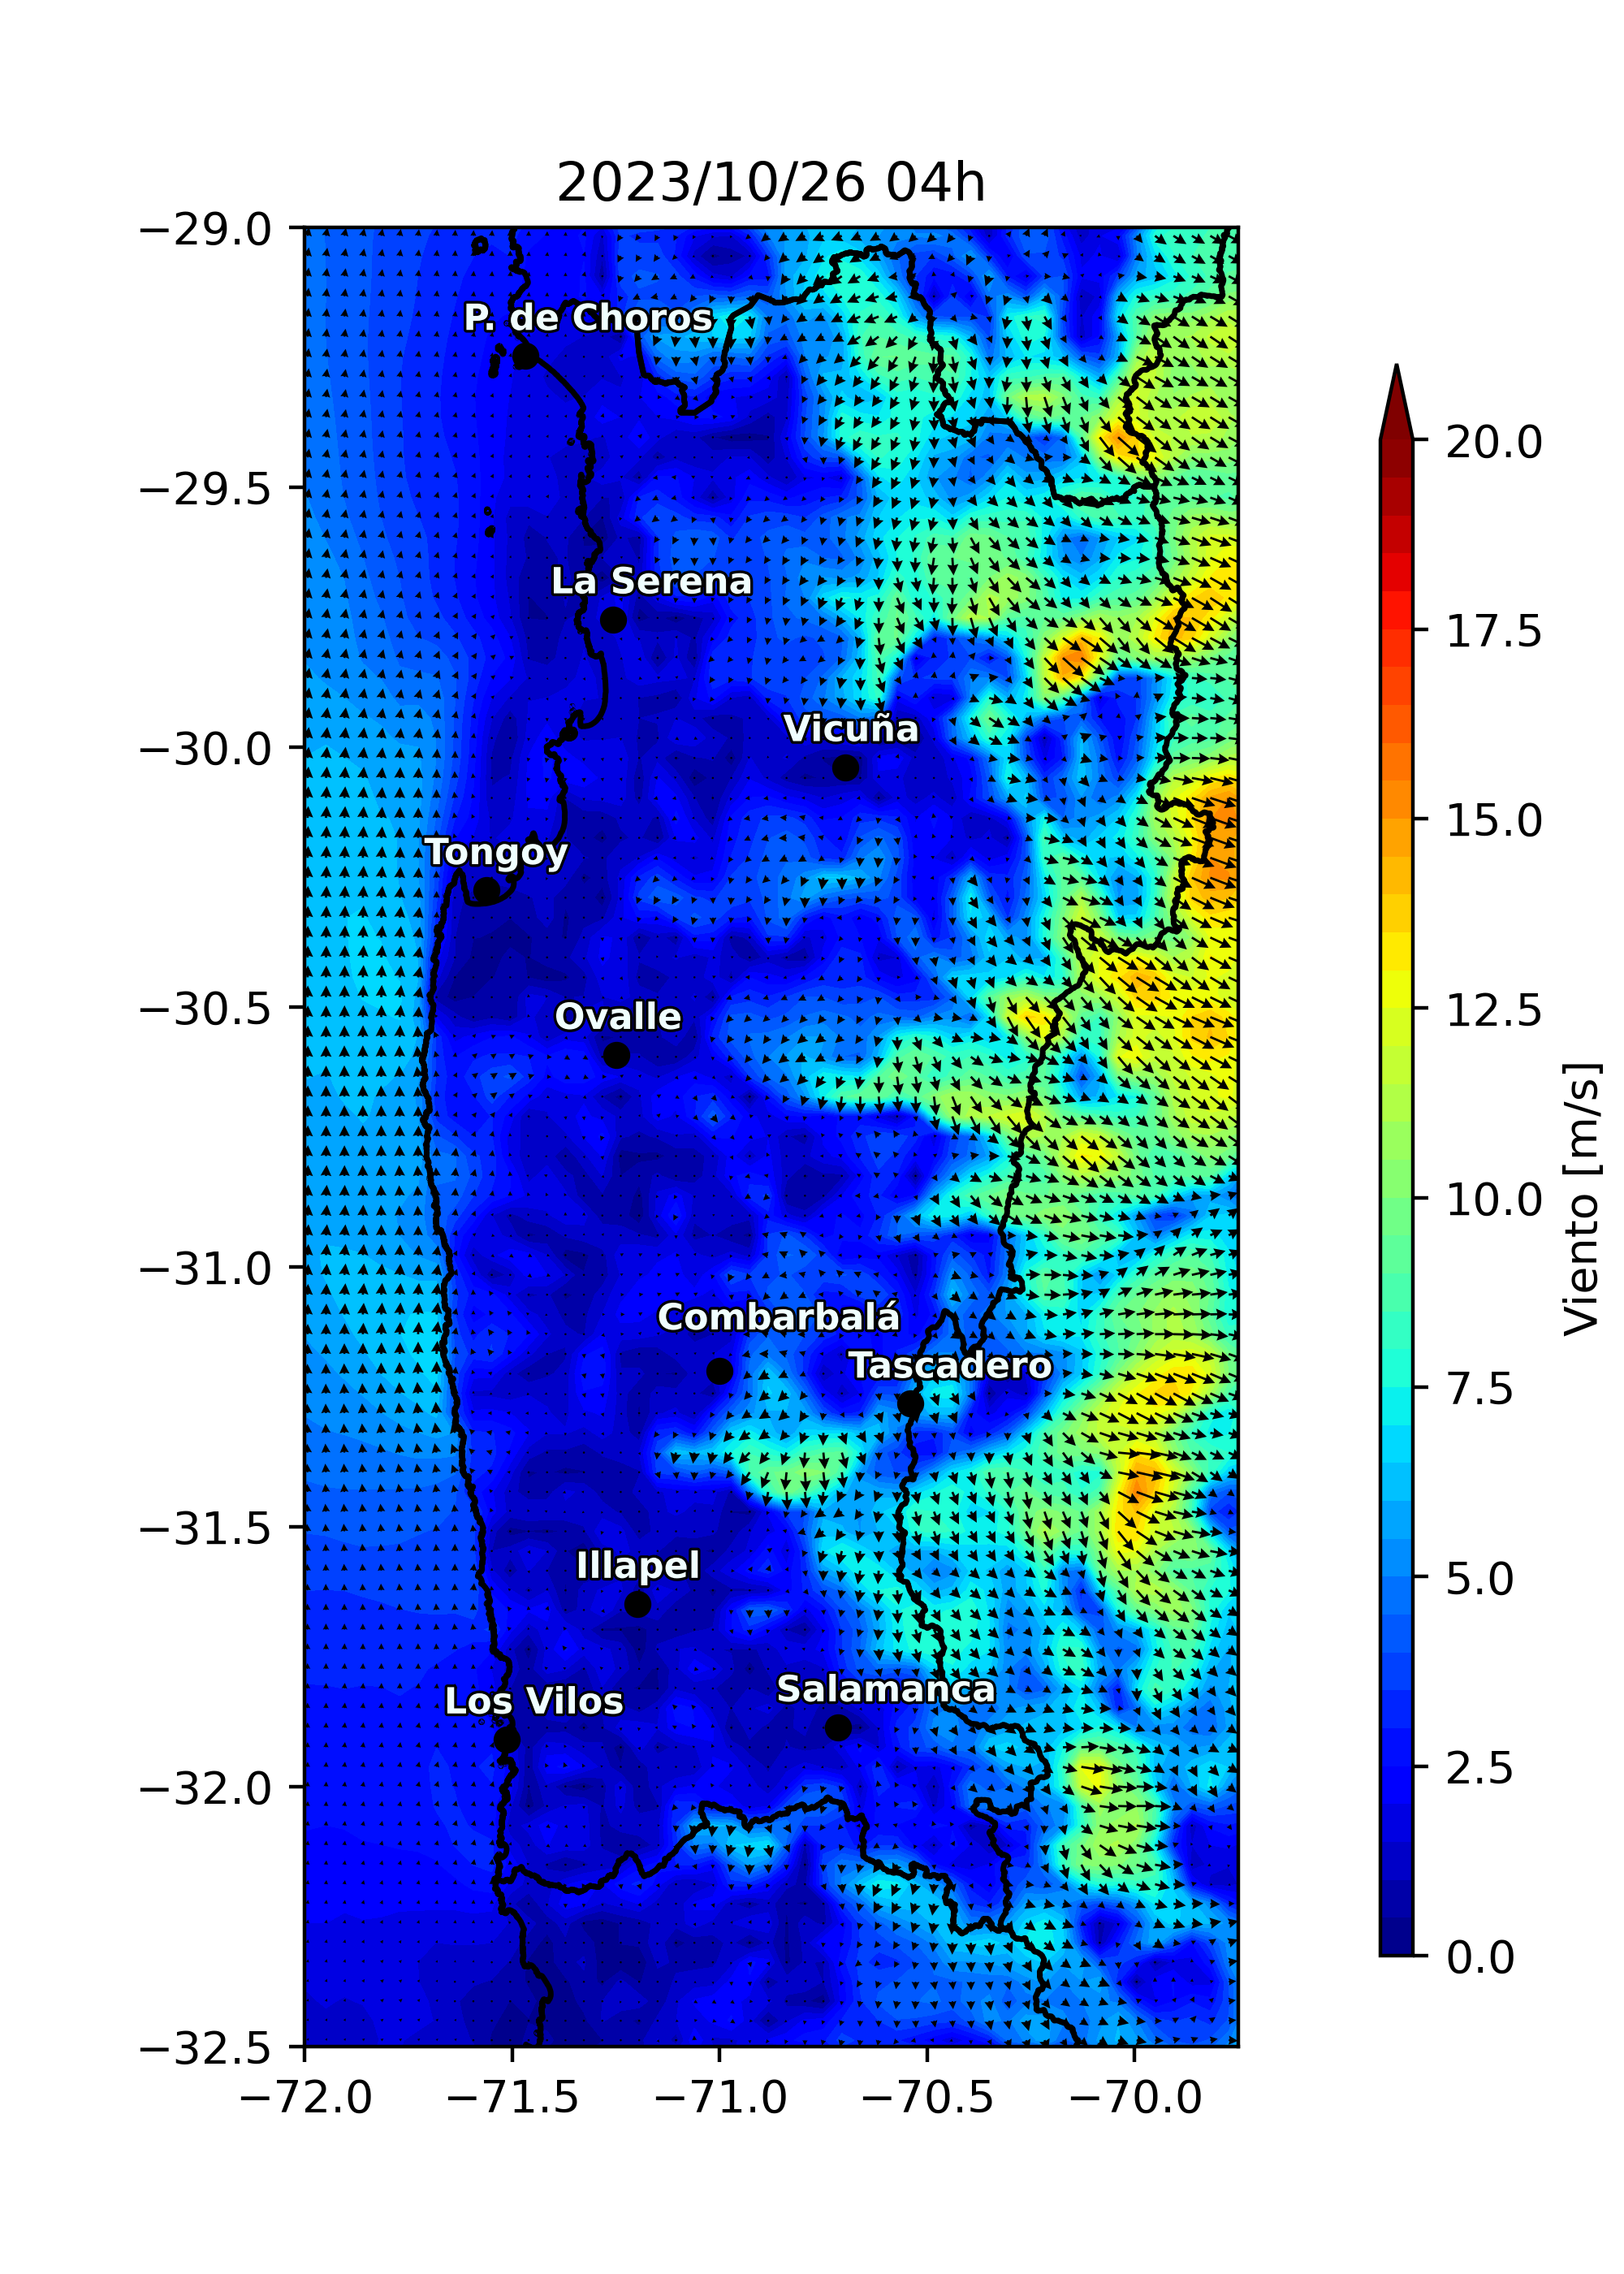 2023/10/26 04h
−29.0
−29.5
−30.0
−30.5
−31.0
−31.5
−32.0
−32.5
−72.0
−71.5
−71.0
−70.5
−70.0
P. de Choros
La Serena
Vicuña
Tongoy
Ovalle
Combarbalá
Tascadero
Illapel
Salamanca
Los Vilos
20.0
17.5
15.0
12.5
10.0
7.5
5.0
2.5
0.0
Viento [m/s]